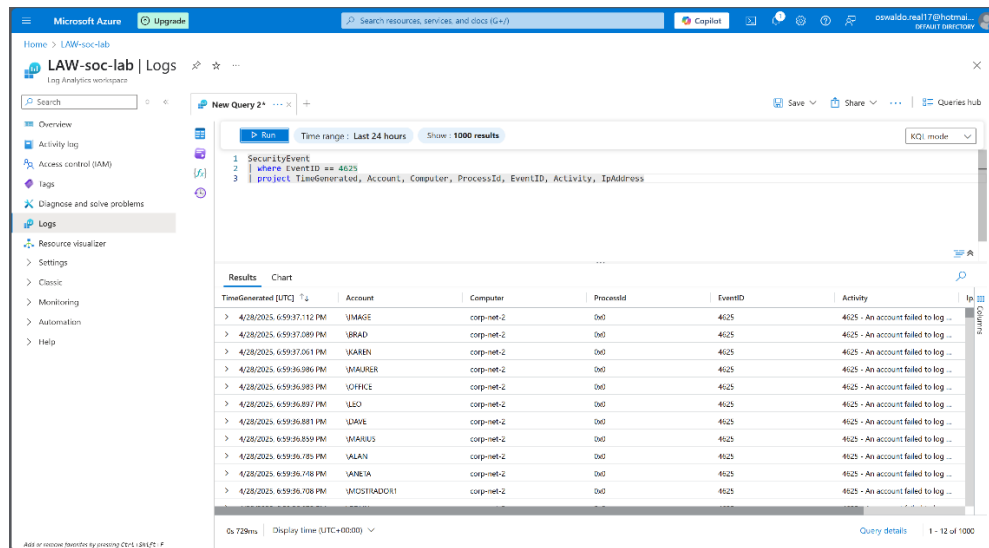 Microsoft Azure
Upgrade
Search resources, services, and docs (G+/)
Copilot
1
oswaldo.real17@hotmai...
DEFAULT DIRECTORY
Home > LAW-soc-lab
LAW-soc-lab | Logs
Log Analytics workspace
Search
Overview
Activity log
Access control (IAM)
Tags
Diagnose and solve problems
Logs
Resource visualizer
Settings
Classic
Monitoring
Automation
Help
Add or remove favorites by pressing Ctrl+Shift+F
New Query 2*
Save
Share
Queries hub
Run
Time range : Last 24 hours
Show : 1000 results
KQL mode
1 SecurityEvent
2 | where EventID == 4625
3 | project TimeGenerated, Account, Computer, ProcessId, EventID, Activity, IpAddress
Results Chart
TimeGenerated [UTC] Account Computer ProcessId EventID Activity Ip
Columns
4/28/2025, 6:59:37.112 PM \IMAGE corp-net-2 0x0 4625 4625 - An account failed to log ...
4/28/2025, 6:59:37.089 PM \BRAD corp-net-2 0x0 4625 4625 - An account failed to log ...
4/28/2025, 6:59:37.061 PM \KAREN corp-net-2 0x0 4625 4625 - An account failed to log ...
4/28/2025, 6:59:36.986 PM \MAURER corp-net-2 0x0 4625 4625 - An account failed to log ...
4/28/2025, 6:59:36.983 PM \OFFICE corp-net-2 0x0 4625 4625 - An account failed to log ...
4/28/2025, 6:59:36.897 PM \LEO corp-net-2 0x0 4625 4625 - An account failed to log ...
4/28/2025, 6:59:36.881 PM \DAVE corp-net-2 0x0 4625 4625 - An account failed to log ...
4/28/2025, 6:59:36.859 PM \MARIUS corp-net-2 0x0 4625 4625 - An account failed to log ...
4/28/2025, 6:59:36.785 PM \ALAN corp-net-2 0x0 4625 4625 - An account failed to log ...
4/28/2025, 6:59:36.748 PM \ANETA corp-net-2 0x0 4625 4625 - An account failed to log ...
4/28/2025, 6:59:36.708 PM \MOSTRADOR1 corp-net-2 0x0 4625 4625 - An account failed to log ...
0s 729ms Display time (UTC+00:00)
Query details 1 - 12 of 1000